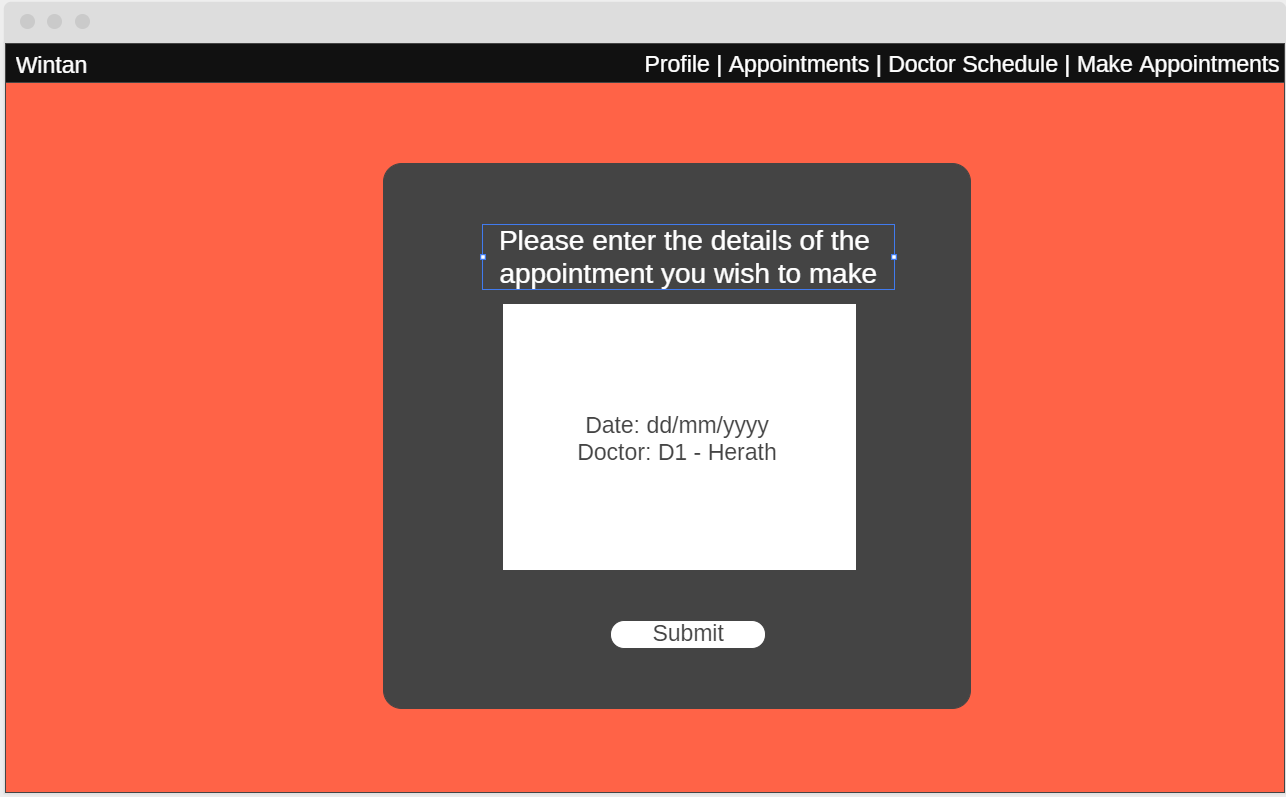 Wintan
Profile | Appointments | Doctor Schedule | Make Appointments
Please enter the details of the
appointment you wish to make
Date: dd/mm/yyyy
Doctor: D1 - Herath
Submit